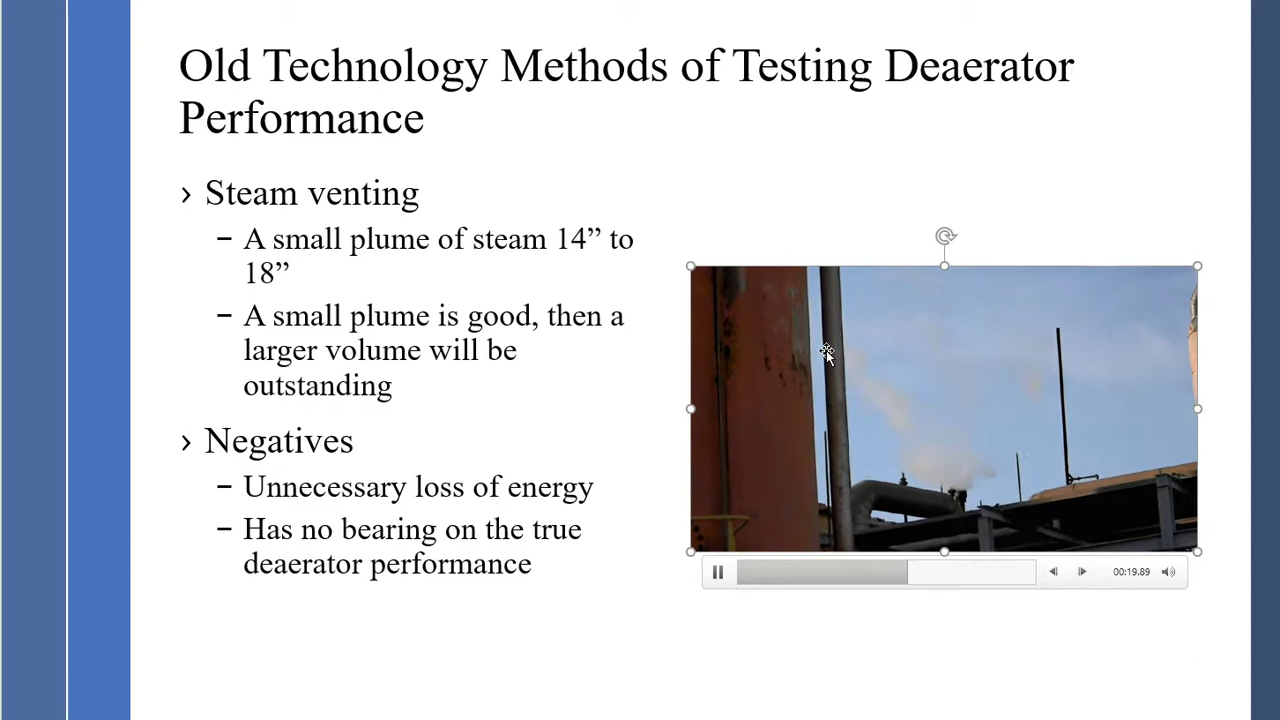 Old Technology Methods of Testing Deaerator
Performance
› Steam venting
– A small plume of steam 14” to
18”
– A small plume is good, then a
larger volume will be
outstanding
› Negatives
– Unnecessary loss of energy
– Has no bearing on the true
deaerator performance
00:19.89